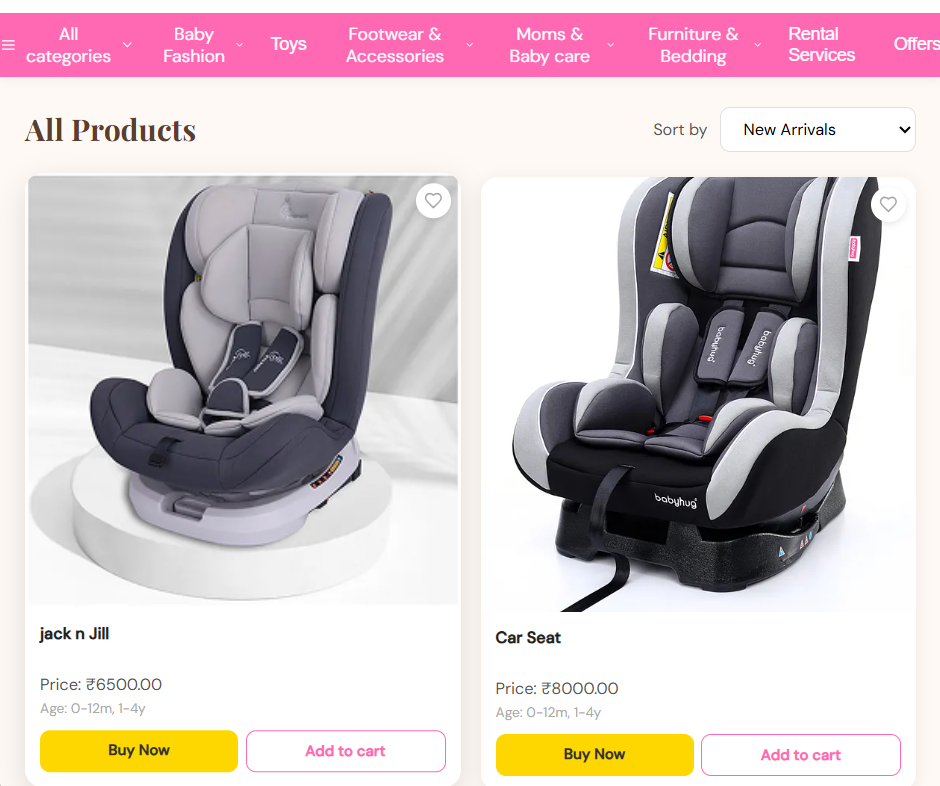 All categories
Baby Fashion
Toys
Footwear & Accessories
Moms & Baby care
Furniture & Bedding
Rental Services
Offers
All Products
Sort by
New Arrivals
babyhug
babyhug
babyhug
jack n Jill
Price: ₹6500.00
Age: 0-12m, 1-4y
Buy Now
Add to cart
Car Seat
Price: ₹8000.00
Age: 0-12m, 1-4y
Buy Now
Add to cart